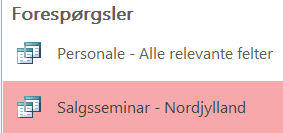 Forespørgsler
Personale - Alle relevante felter
Salgsseminar - Nordjylland